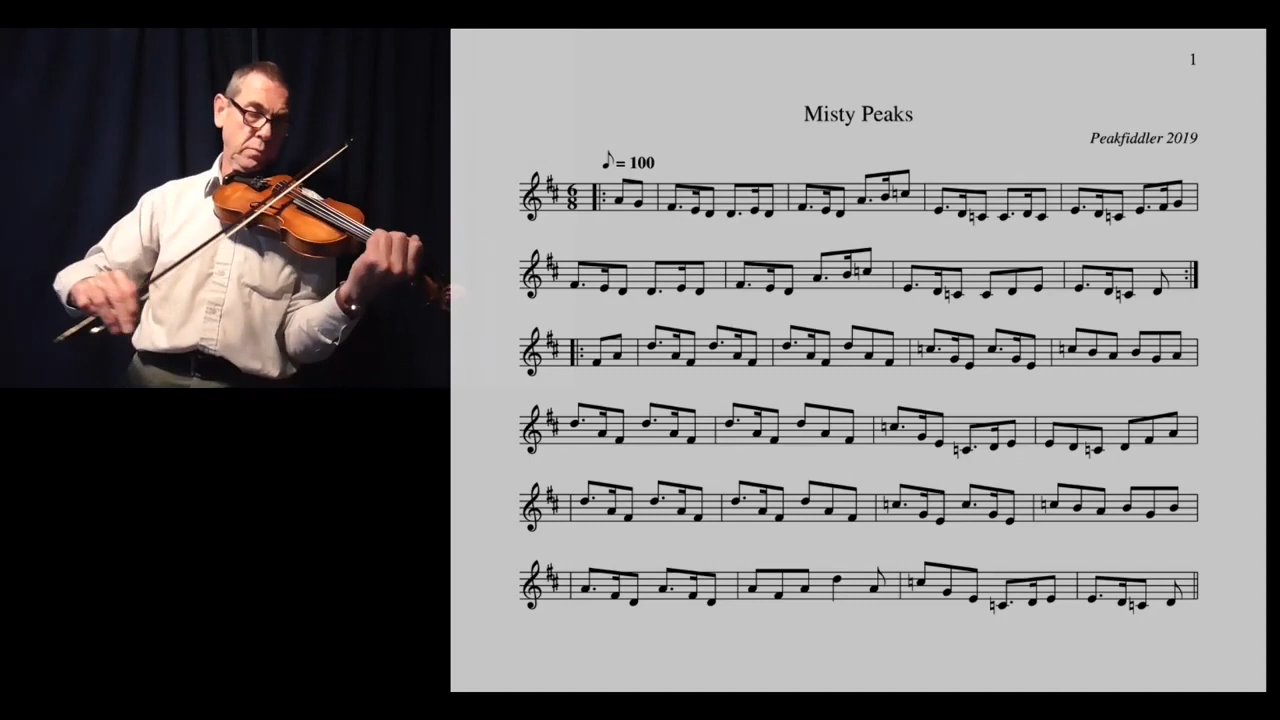 1
Misty Peaks
Peakfiddler 2019
♪ = 100
6
8